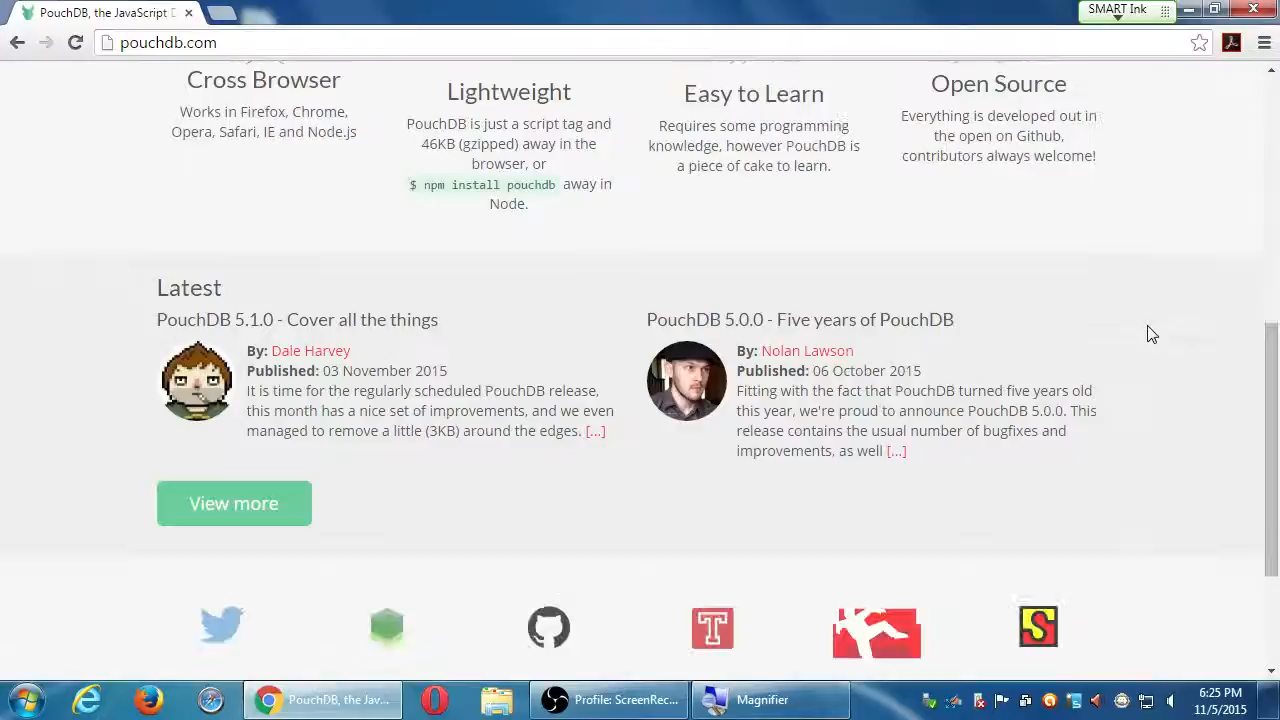 PouchDB, the JavaScript D
SMART Ink
pouchdb.com
Cross Browser
Works in Firefox, Chrome,
Opera, Safari, IE and Node.js
Lightweight
PouchDB is just a script tag and
46KB (gzipped) away in the
browser, or
$ npm install pouchdb away in
Node.
Easy to Learn
Requires some programming
knowledge, however PouchDB is
a piece of cake to learn.
Open Source
Everything is developed out in
the open on Github,
contributors always welcome!
Latest
PouchDB 5.1.0 - Cover all the things
By: Dale Harvey
Published: 03 November 2015
It is time for the regularly scheduled PouchDB release,
this month has a nice set of improvements, and we even
managed to remove a little (3KB) around the edges. [...]
PouchDB 5.0.0 - Five years of PouchDB
By: Nolan Lawson
Published: 06 October 2015
Fitting with the fact that PouchDB turned five years old
this year, we're proud to announce PouchDB 5.0.0. This
release contains the usual number of bugfixes and
improvements, as well [...]
View more
T
S
PouchDB, the Jav...
Profile: ScreenRec...
Magnifier
6:25 PM
11/5/2015